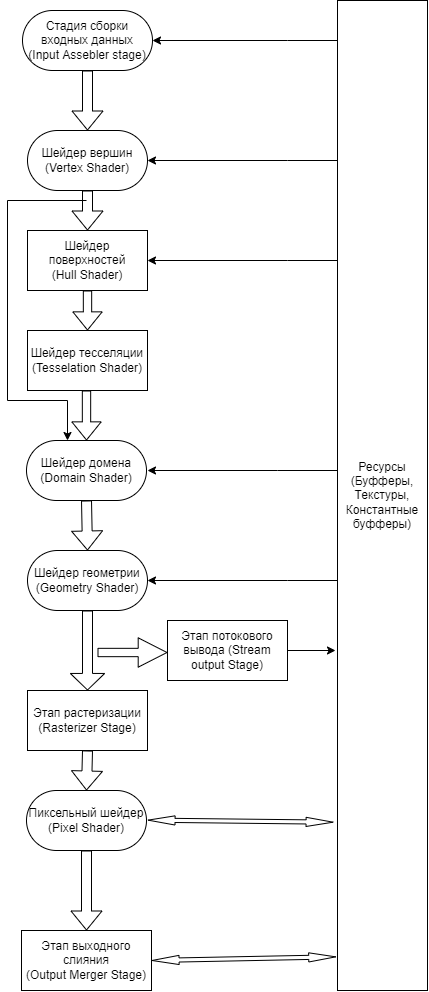 Стадия сборки
входных данных
(Input Assebler stage)
Шейдер вершин
(Vertex Shader)
Шейдер
поверхностей
(Hull Shader)
Шейдер тесселяции
(Tesselation Shader)
Шейдер домена
(Domain Shader)
Ресурсы
(Буфферы,
Текстуры,
Константные
буфферы)
Шейдер геометрии
(Geometry Shader)
Этап потокового
вывода (Stream
output Stage)
Этап растеризации
(Rasterizer Stage)
Пиксельный шейдер
(Pixel Shader)
Этап выходного
слияния
(Output Merger Stage)